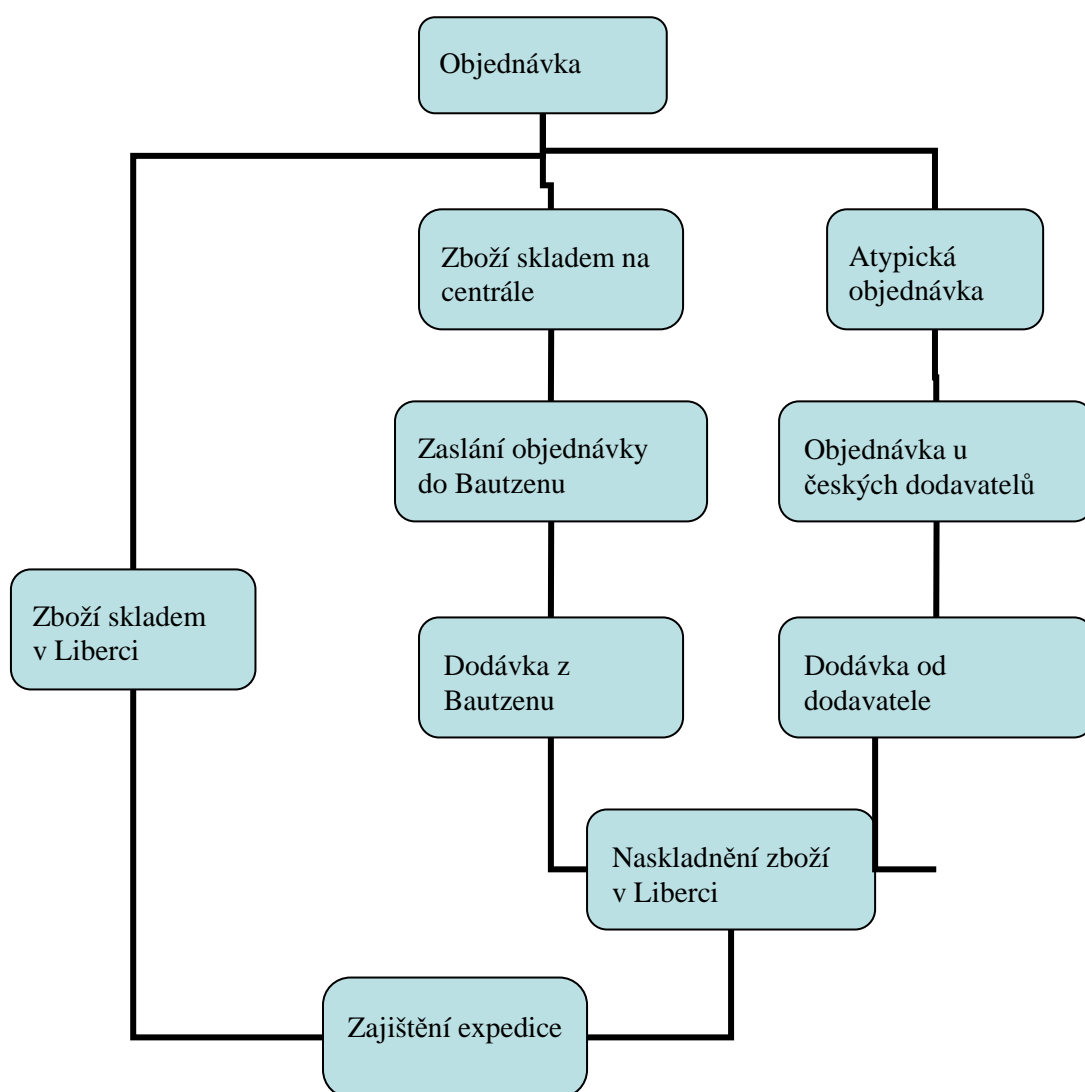 Objednávka
Zboží skladem na
centrále
Atypická
objednávka
Zaslání objednávky
do Bautzenu
Objednávka u
českých dodavatelů
Zboží skladem
v Liberci
Dodávka z
Bautzenu
Dodávka od
dodavatele
Naskladnění zboží
v Liberci
Zajištění expedice